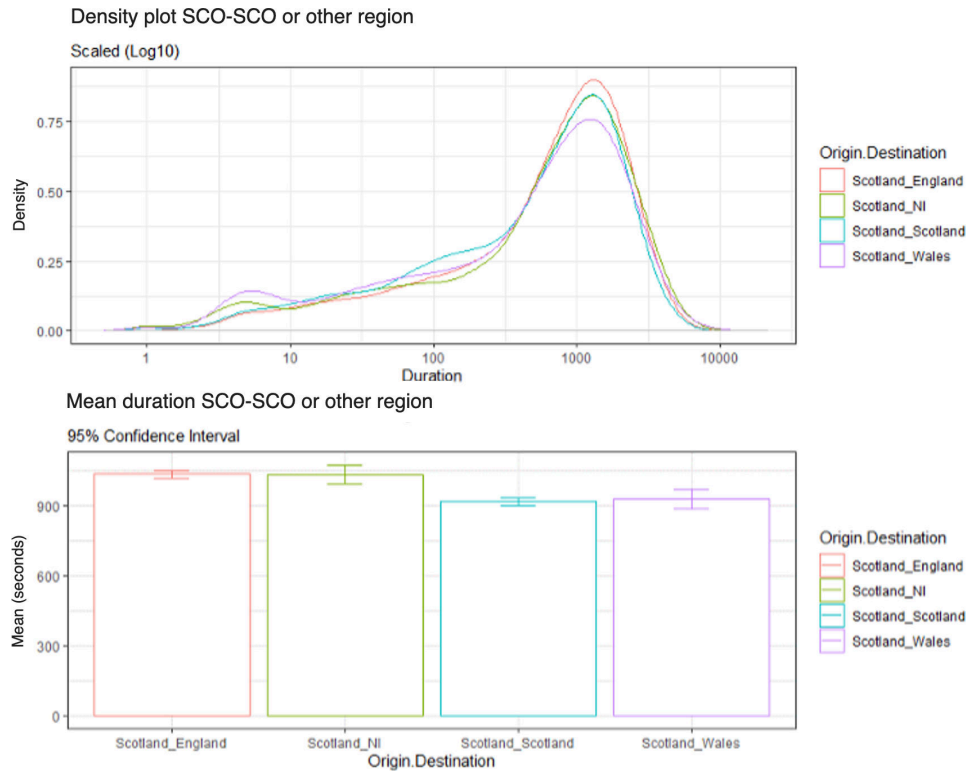 Density plot SCO-SCO or other region
Scaled (Log10)
0.75
0.50
0.25
0.00
Density
1 10 100 1000 10000
Duration
Origin.Destination
Scotland_England
Scotland_NI
Scotland_Scotland
Scotland_Wales
Mean duration SCO-SCO or other region
95% Confidence Interval
900
600
300
0
Mean (seconds)
Scotland_England Scotland_NI Scotland_Scotland Scotland_Wales
Origin.Destination
Origin.Destination
Scotland_England
Scotland_NI
Scotland_Scotland
Scotland_Wales